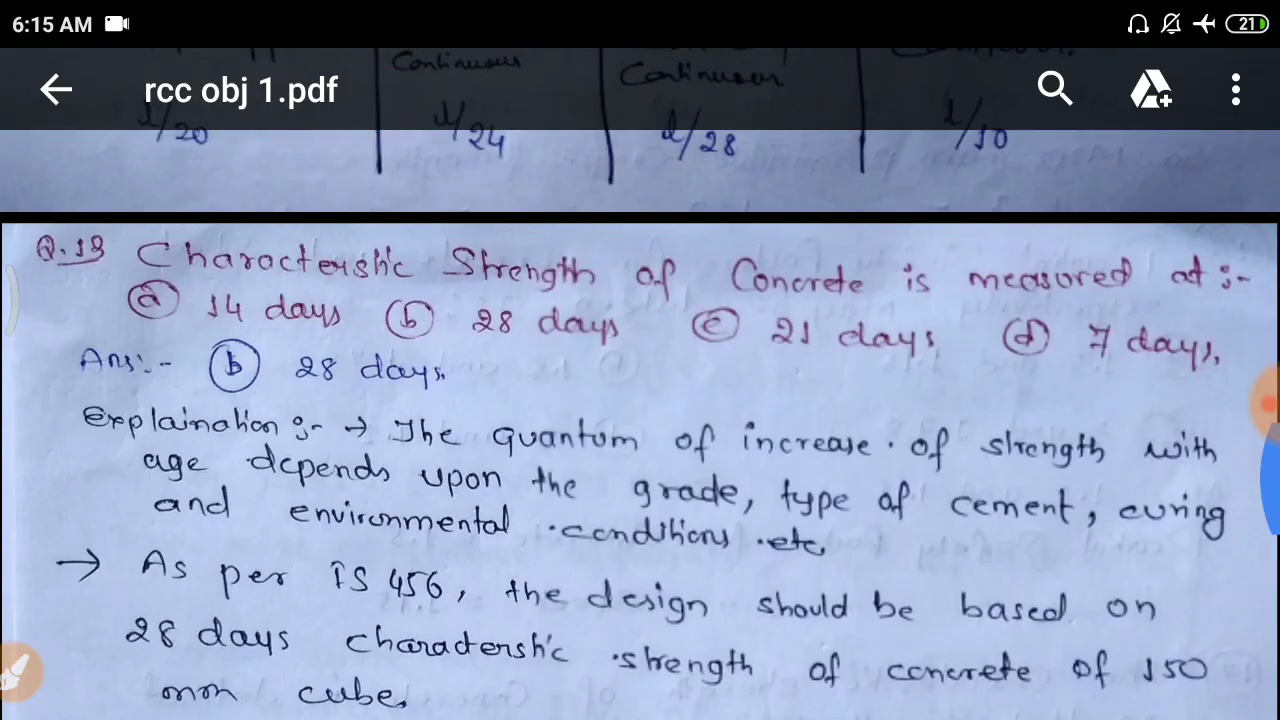 6:15 AM
21
Continuous
Continuous
rcc obj 1.pdf
l/20
l/24
l/28
l/10
Q.19 Characteristic Strength of Concrete is measured at :-
(a) 14 days (b) 28 days (c) 21 days (d) 7 days.
Ans:- (b) 28 days.
Explaination :- → The quantum of increase of strength with
age depends upon the grade, type of cement, curing
and environmental conditions etc.
→ As per IS 456, the design should be based on
28 days characterstic strength of concrete of 150
mm cube.